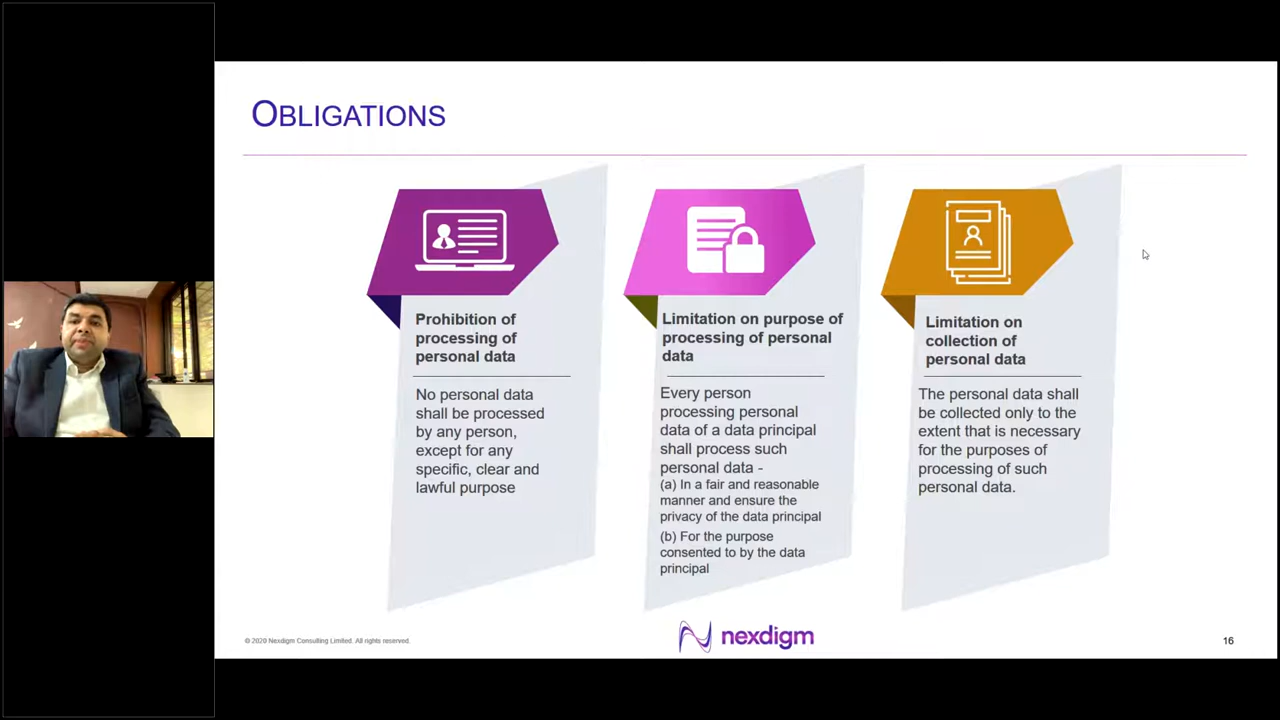 OBLIGATIONS
Prohibition of
processing of
personal data
No personal data
shall be processed
by any person,
except for any
specific, clear and
lawful purpose
Limitation on purpose of
processing of personal
data
Every person
processing personal
data of a data principal
shall process such
personal data -
(a) In a fair and reasonable
manner and ensure the
privacy of the data principal
(b) For the purpose
consented to by the data
principal
Limitation on
collection of
personal data
The personal data shall
be collected only to the
extent that is necessary
for the purposes of
processing of such
personal data.
© 2020 Nexdigm Consulting Limited. All rights reserved.
nexdigm
16